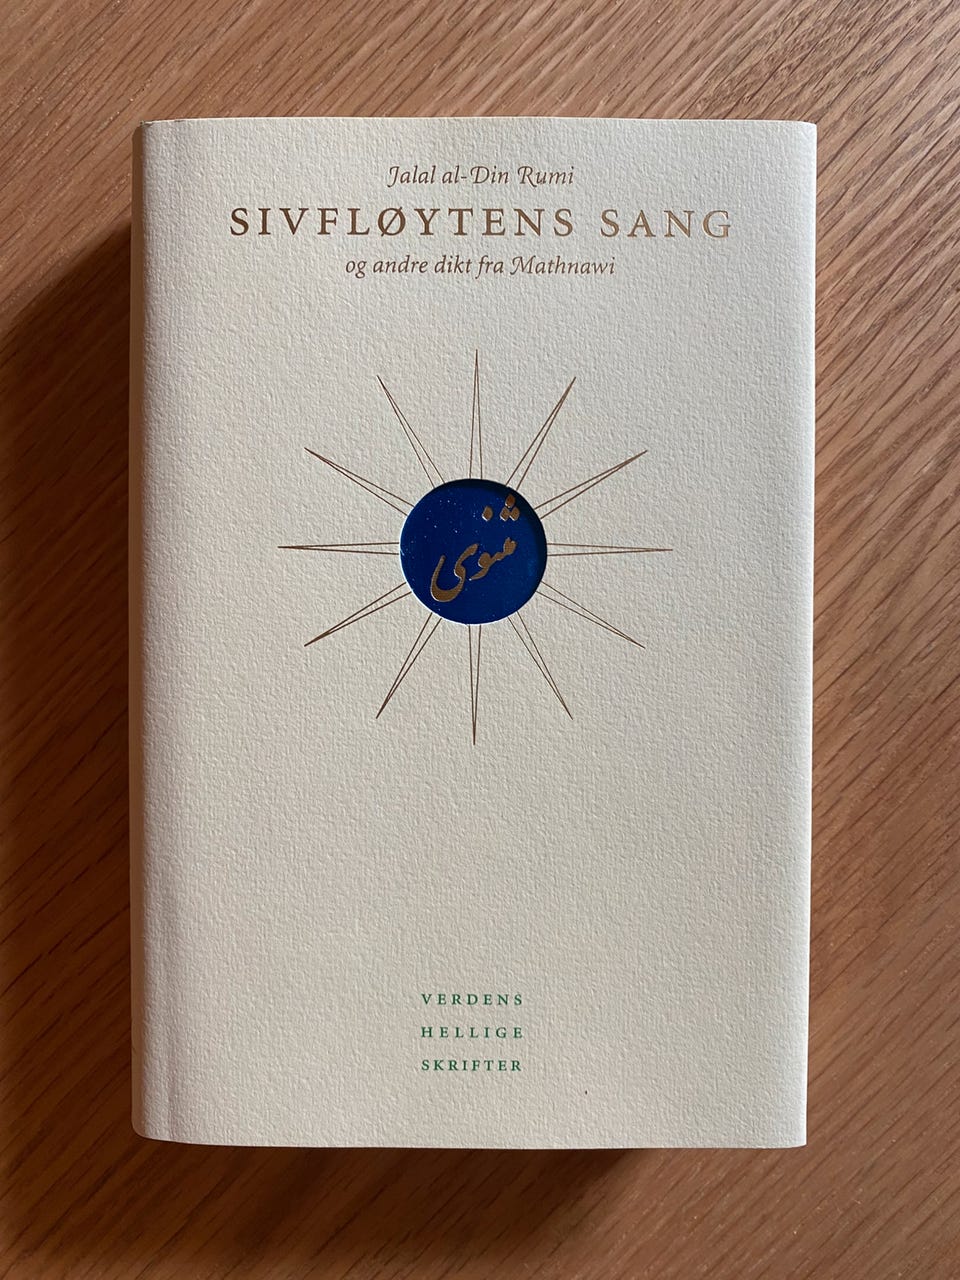 Jalal al-Din Rumi
SIVFLØYTENS SANG
og andre dikt fra Mathnawi
مثنوی
VERDENS
HELLIGE
SKRIFTER